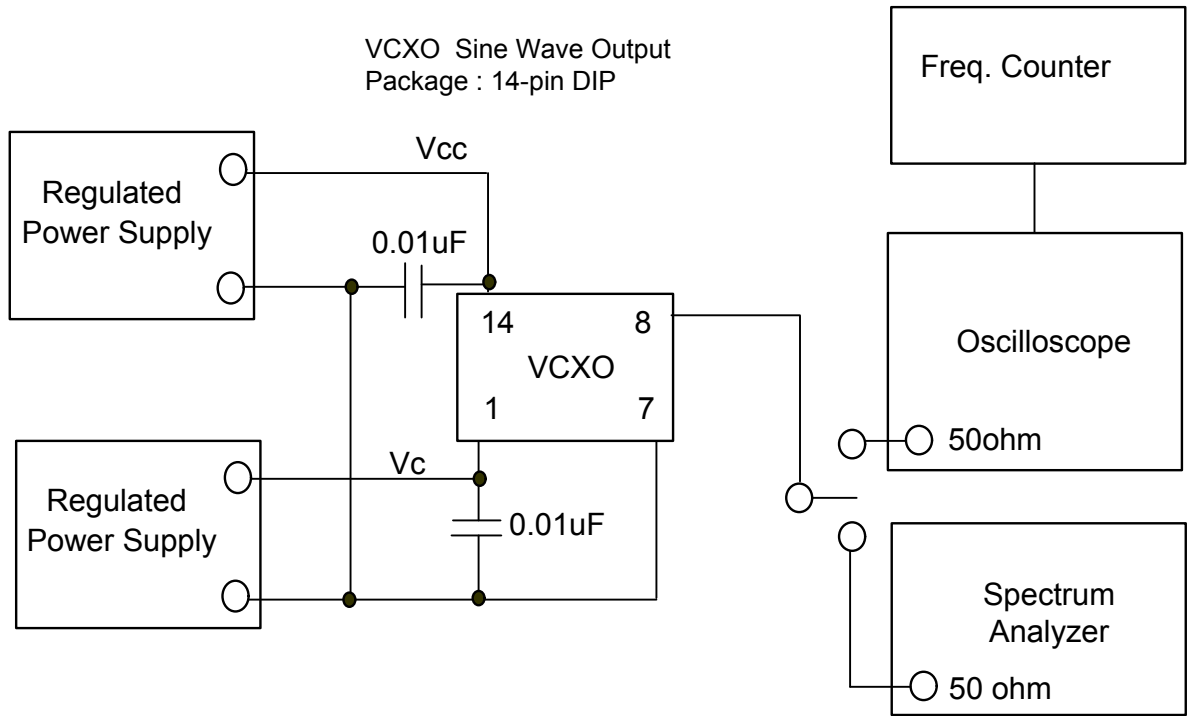 VCXO Sine Wave Output
Package : 14-pin DIP
Freq. Counter
Vcc
Regulated
Power Supply
0.01uF
14
8
VCXO
1
7
Oscilloscope
50ohm
Vc
Regulated
Power Supply
0.01uF
Spectrum
Analyzer
50 ohm